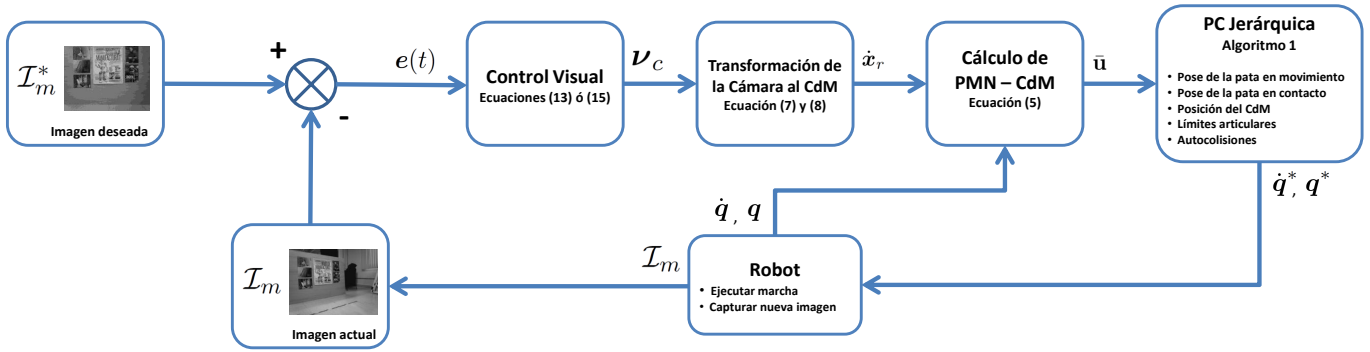 𝓘*ₘ
Imagen deseada
+
-
e(t)
Control Visual
Ecuaciones (13) ó (15)
ν_c
Transformación de
la Cámara al CdM
Ecuación (7) y (8)
ẋ_r
Cálculo de
PMN – CdM
Ecuación (5)
ū
PC Jerárquica
Algoritmo 1
• Pose de la pata en movimiento
• Pose de la pata en contacto
• Posición del CdM
• Límites articulares
• Autocolisiones
q̇*, q*
q̇ , q
Robot
• Ejecutar marcha
• Capturar nueva imagen
𝓘ₘ
𝓘ₘ
Imagen actual